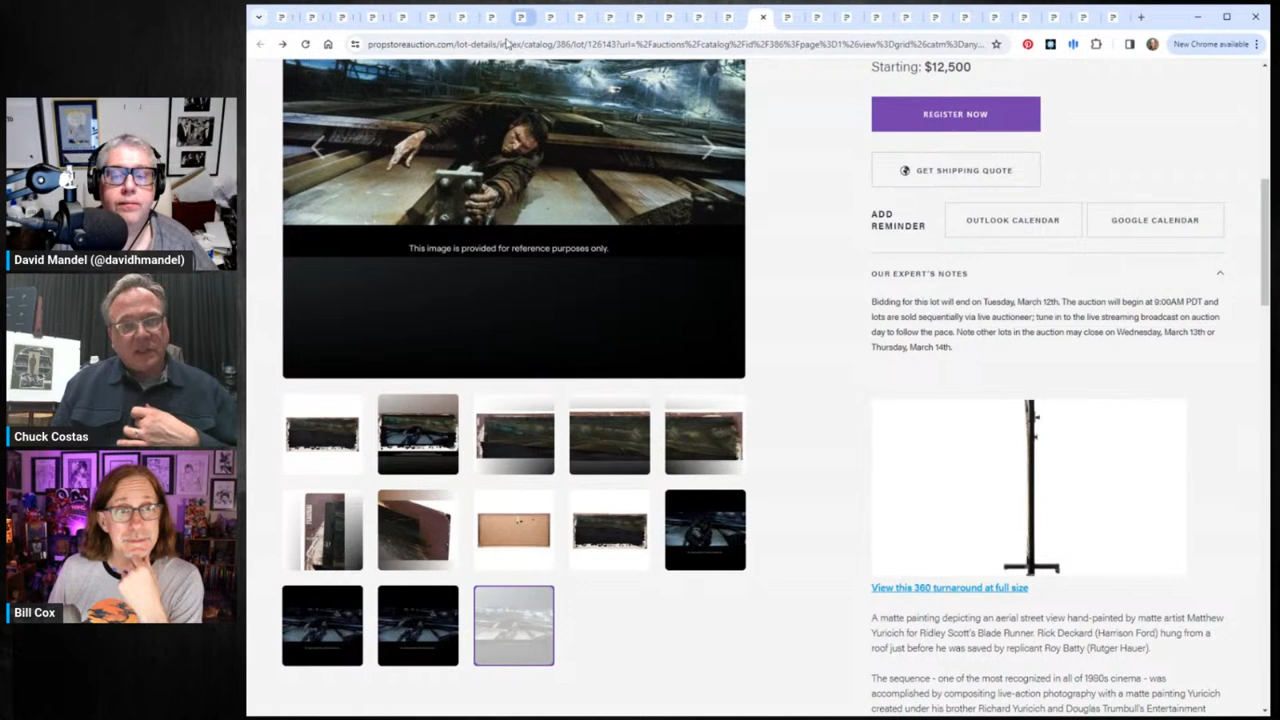 propstoreauction.com/lot-details/index/catalog/386/lot/126143?url=%2Fauctions%2Fcatalog%2Fid%2F386%3Fpage%3D1%26view%3Dgrid%26catm%3Dany...
New Chrome available
Starting: $12,500
REGISTER NOW
GET SHIPPING QUOTE
ADD
REMINDER
OUTLOOK CALENDAR
GOOGLE CALENDAR
This image is provided for reference purposes only.
OUR EXPERT'S NOTES
Bidding for this lot will end on Tuesday, March 12th. The auction will begin at 9:00AM PDT and
lots are sold sequentially via live auctioneer; tune in to the live streaming broadcast on auction
day to follow the pace. Note other lots in the auction may close on Wednesday, March 13th or
Thursday, March 14th.
View this 360 turnaround at full size
A matte painting depicting an aerial street view hand-painted by matte artist Matthew
Yuricich for Ridley Scott's Blade Runner. Rick Deckard (Harrison Ford) hung from a
roof just before he was saved by replicant Roy Batty (Rutger Hauer).
The sequence - one of the most recognized in all of 1980s cinema - was
accomplished by compositing live-action photography with a matte painting Yuricich
created under his brother Richard Yuricich and Douglas Trumbull's Entertainment
David Mandel (@davidhmandel)
Chuck Costas
Bill Cox